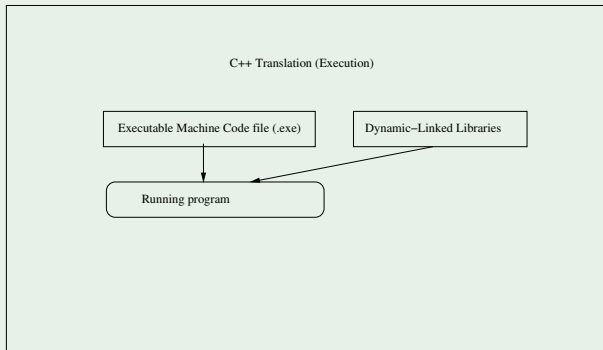 C++ Translation (Execution)
Executable Machine Code file (.exe)
Dynamic−Linked Libraries
Running program